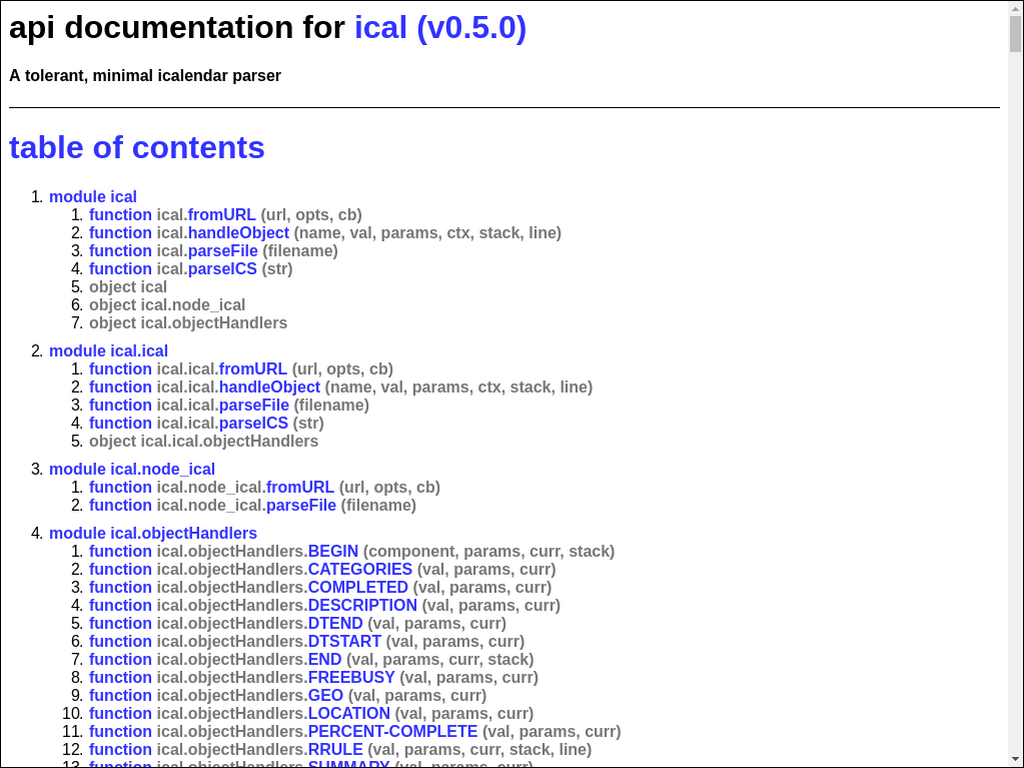 api documentation for ical (v0.5.0)
A tolerant, minimal icalendar parser
table of contents
1. module ical
1. function ical.fromURL (url, opts, cb)
2. function ical.handleObject (name, val, params, ctx, stack, line)
3. function ical.parseFile (filename)
4. function ical.parseICS (str)
5. object ical
6. object ical.node_ical
7. object ical.objectHandlers
2. module ical.ical
1. function ical.ical.fromURL (url, opts, cb)
2. function ical.ical.handleObject (name, val, params, ctx, stack, line)
3. function ical.ical.parseFile (filename)
4. function ical.ical.parseICS (str)
5. object ical.ical.objectHandlers
3. module ical.node_ical
1. function ical.node_ical.fromURL (url, opts, cb)
2. function ical.node_ical.parseFile (filename)
4. module ical.objectHandlers
1. function ical.objectHandlers.BEGIN (component, params, curr, stack)
2. function ical.objectHandlers.CATEGORIES (val, params, curr)
3. function ical.objectHandlers.COMPLETED (val, params, curr)
4. function ical.objectHandlers.DESCRIPTION (val, params, curr)
5. function ical.objectHandlers.DTEND (val, params, curr)
6. function ical.objectHandlers.DTSTART (val, params, curr)
7. function ical.objectHandlers.END (val, params, curr, stack)
8. function ical.objectHandlers.FREEBUSY (val, params, curr)
9. function ical.objectHandlers.GEO (val, params, curr)
10. function ical.objectHandlers.LOCATION (val, params, curr)
11. function ical.objectHandlers.PERCENT-COMPLETE (val, params, curr)
12. function ical.objectHandlers.RRULE (val, params, curr, stack, line)
13. function ical.objectHandlers.SUMMARY (val, params, curr)